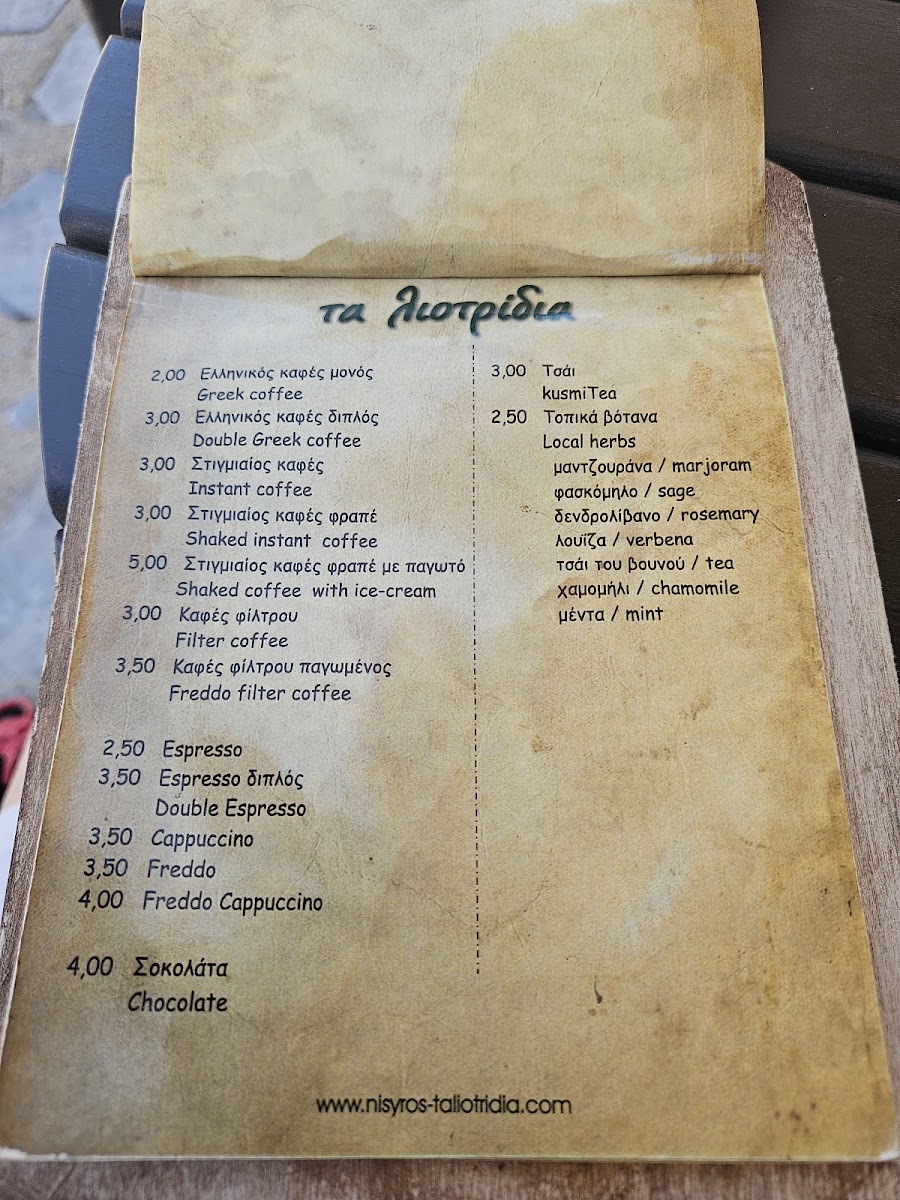 τα λιοτρίδια
2,00 Ελληνικός καφές μονός
Greek coffee
3,00 Ελληνικός καφές διπλός
Double Greek coffee
3,00 Στιγμιαίος καφές
Instant coffee
3,00 Στιγμιαίος καφές φραπέ
Shaked instant coffee
5,00 Στιγμιαίος καφές φραπέ με παγωτό
Shaked coffee with ice-cream
3,00 Καφές φίλτρου
Filter coffee
3,50 Καφές φίλτρου παγωμένος
Freddo filter coffee
2,50 Espresso
3,50 Espresso διπλός
Double Espresso
3,50 Cappuccino
3,50 Freddo
4,00 Freddo Cappuccino
4,00 Σοκολάτα
Chocolate
3,00 Τσάι
kusmiTea
2,50 Τοπικά βότανα
Local herbs
μαντζουράνα / marjoram
φασκόμηλο / sage
δενδρολίβανο / rosemary
λουΐζα / verbena
τσάι του βουνού / tea
χαμομήλι / chamomile
μέντα / mint
www.nisyros-taliotridia.com